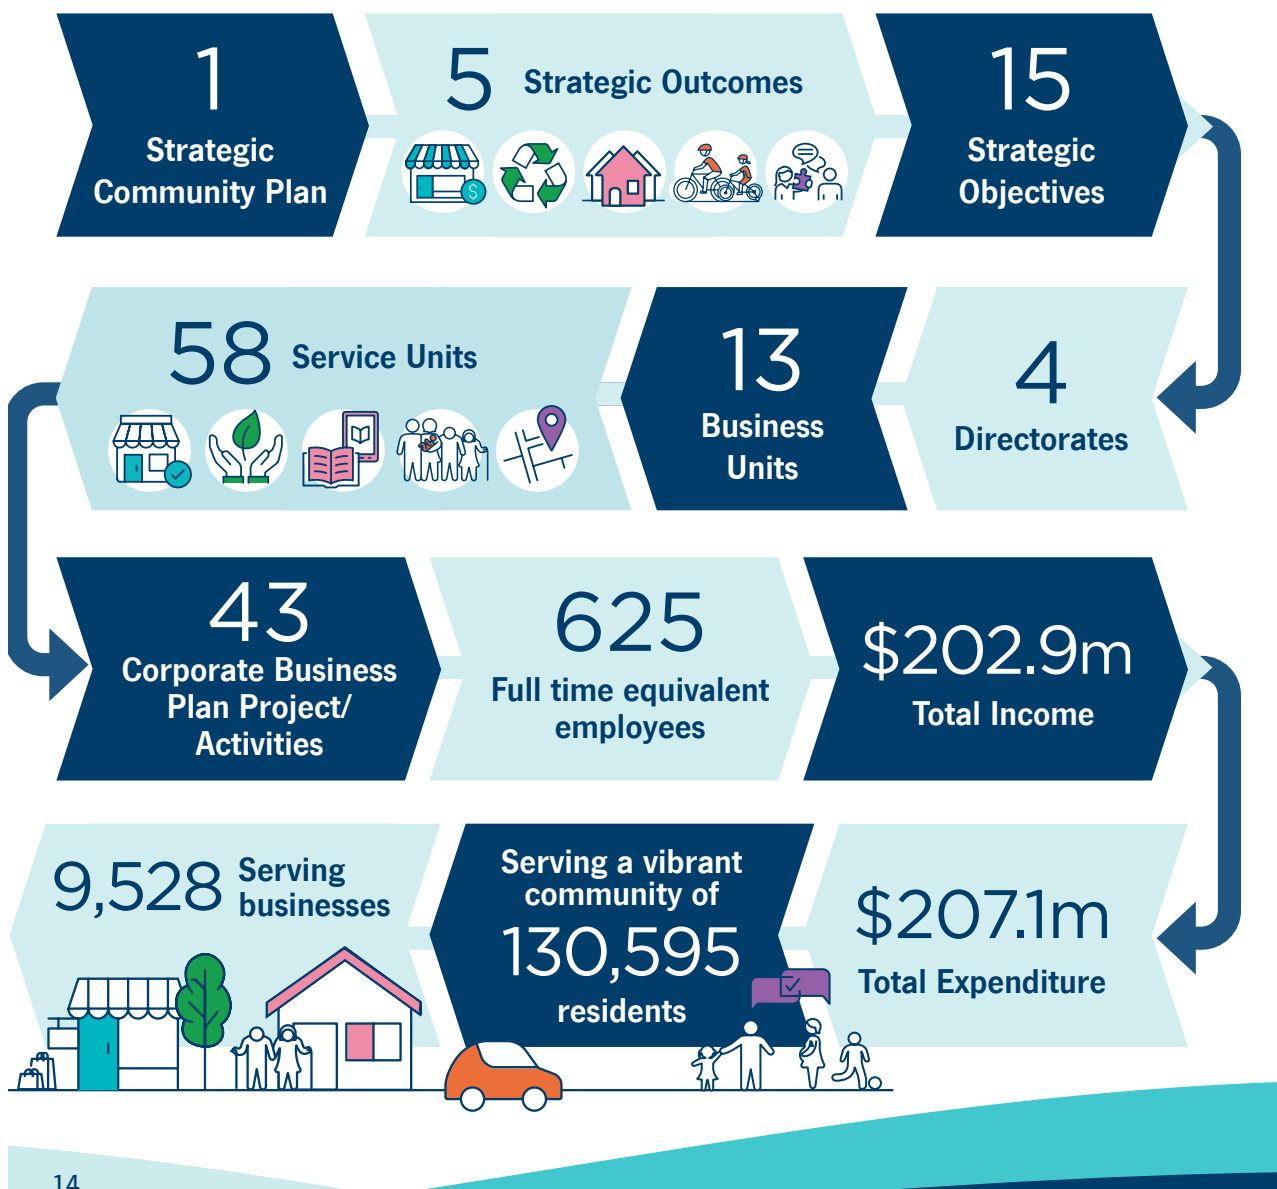 1
Strategic
Community Plan
5 Strategic Outcomes
$
15
Strategic
Objectives
4
Directorates
13
Business
Units
58 Service Units
43
Corporate Business
Plan Project/
Activities
625
Full time equivalent
employees
$202.9m
Total Income
$207.1m
Total Expenditure
Serving a vibrant
community of
130,595
residents
9,528 Serving
businesses
14